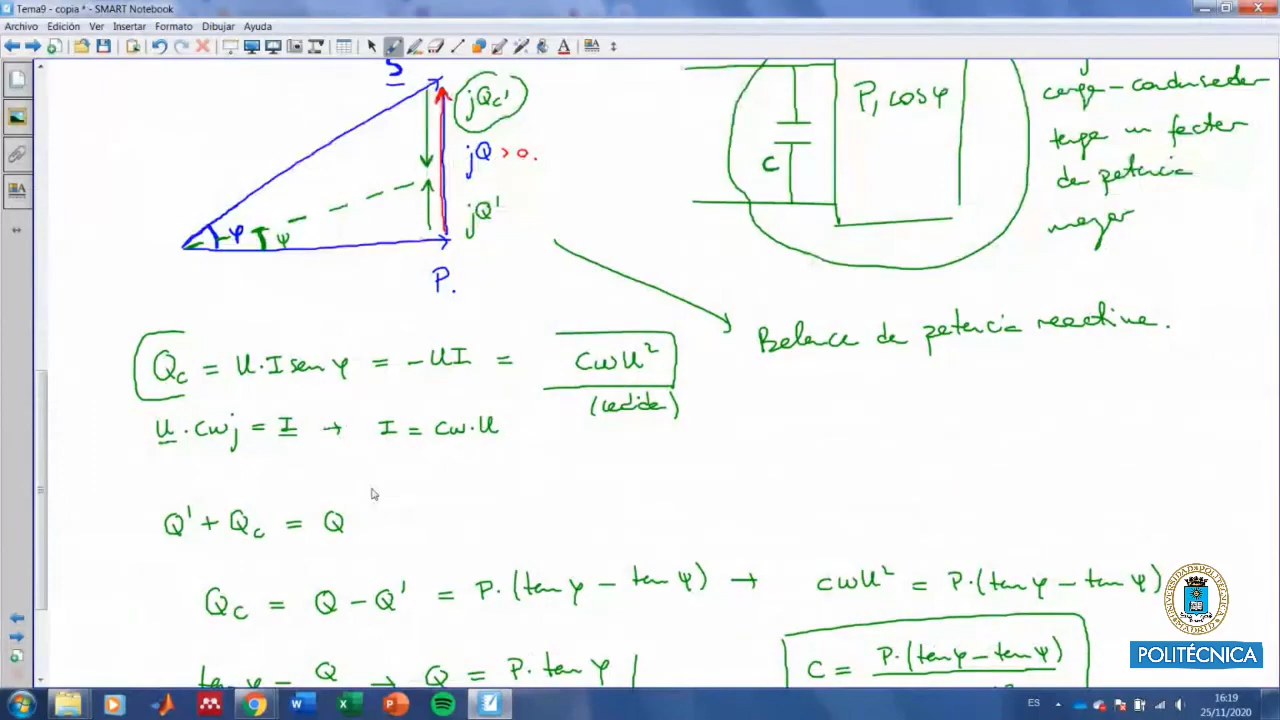 Tema9 - copia * - SMART Notebook
Archivo Edición Ver Insertar Formato Dibujar Ayuda
S
jQc'
jQ > 0.
jQ'
φ
ψ
P.
P, cosφ
C
carga-condensador
tenga un factor
de potencia
mayor
Balance de potencia reactiva.
Qc = U·I sen φ = -UI = CωU²
(cedida)
U·Cωj = I → I = Cω·U
Q' + Qc = Q
Qc = Q - Q' = P·(tan φ - tan ψ) → CωU² = P·(tan φ - tan ψ)
tan φ = Q → Q = P·tan φ
C = P·(tan φ - tan ψ)
POLITÉCNICA
ES
16:19
25/11/2020